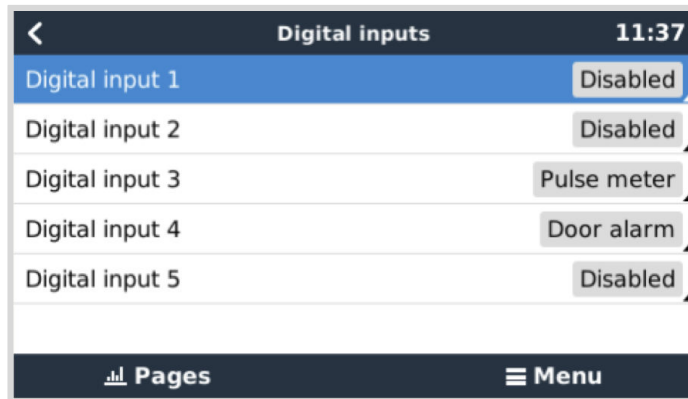 Digital inputs 11:37
Digital input 1 Disabled
Digital input 2 Disabled
Digital input 3 Pulse meter
Digital input 4 Door alarm
Digital input 5 Disabled
Pages Menu